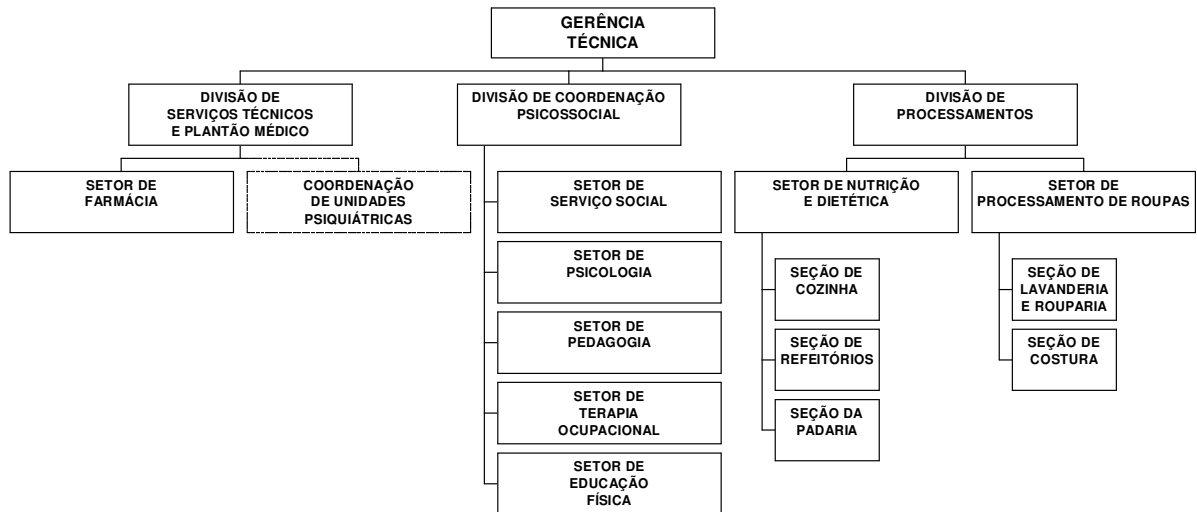 GERÊNCIA
TÉCNICA
DIVISÃO DE
SERVIÇOS TÉCNICOS
E PLANTÃO MÉDICO
DIVISÃO DE COORDENAÇÃO
PSICOSSOCIAL
DIVISÃO DE
PROCESSAMENTOS
SETOR DE
FARMÁCIA
COORDENAÇÃO
DE UNIDADES
PSIQUIÁTRICAS
SETOR DE
SERVIÇO SOCIAL
SETOR DE
PSICOLOGIA
SETOR DE
PEDAGOGIA
SETOR DE
TERAPIA
OCUPACIONAL
SETOR DE
EDUCAÇÃO
FÍSICA
SETOR DE NUTRIÇÃO
E DIETÉTICA
SEÇÃO DE
COZINHA
SEÇÃO DE
REFEITÓRIOS
SEÇÃO DA
PADARIA
SETOR DE
PROCESSAMENTO DE ROUPAS
SEÇÃO DE
LAVANDERIA
E ROUPARIA
SEÇÃO DE
COSTURA